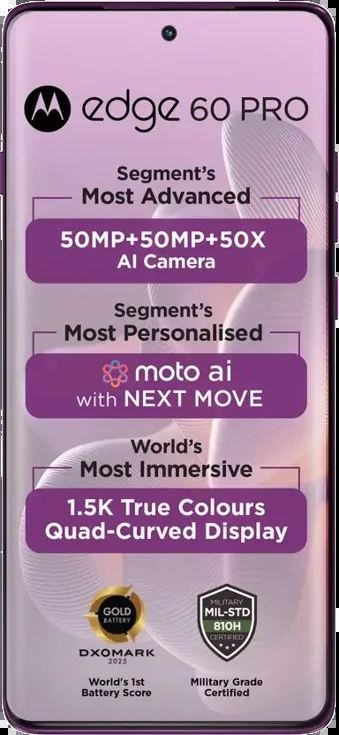 edge 60 PRO
Segment's
Most Advanced
50MP+50MP+50X
AI Camera
Segment's
Most Personalised
moto ai
with NEXT MOVE
World's
Most Immersive
1.5K True Colours
Quad-Curved Display
GOLD
BATTERY
DXOMARK
2025
World's 1st
Battery Score
MILITARY
MIL-STD
810H
CERTIFIED
Military Grade
Certified